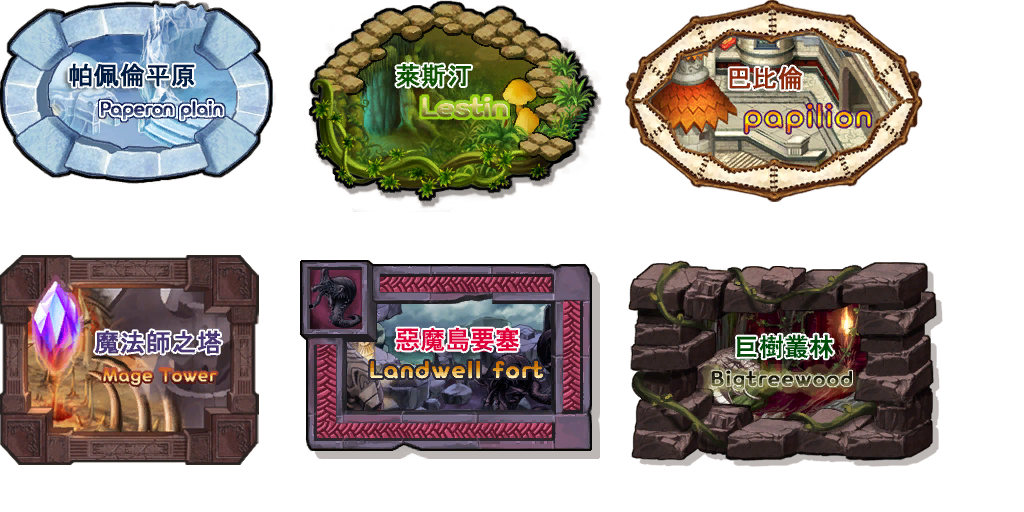 帕佩倫平原
Paperon plain
萊斯汀
Lestin
巴比倫
papilion
魔法師之塔
Mage Tower
惡魔島要塞
Landwell fort
巨樹叢林
Bigtreewood